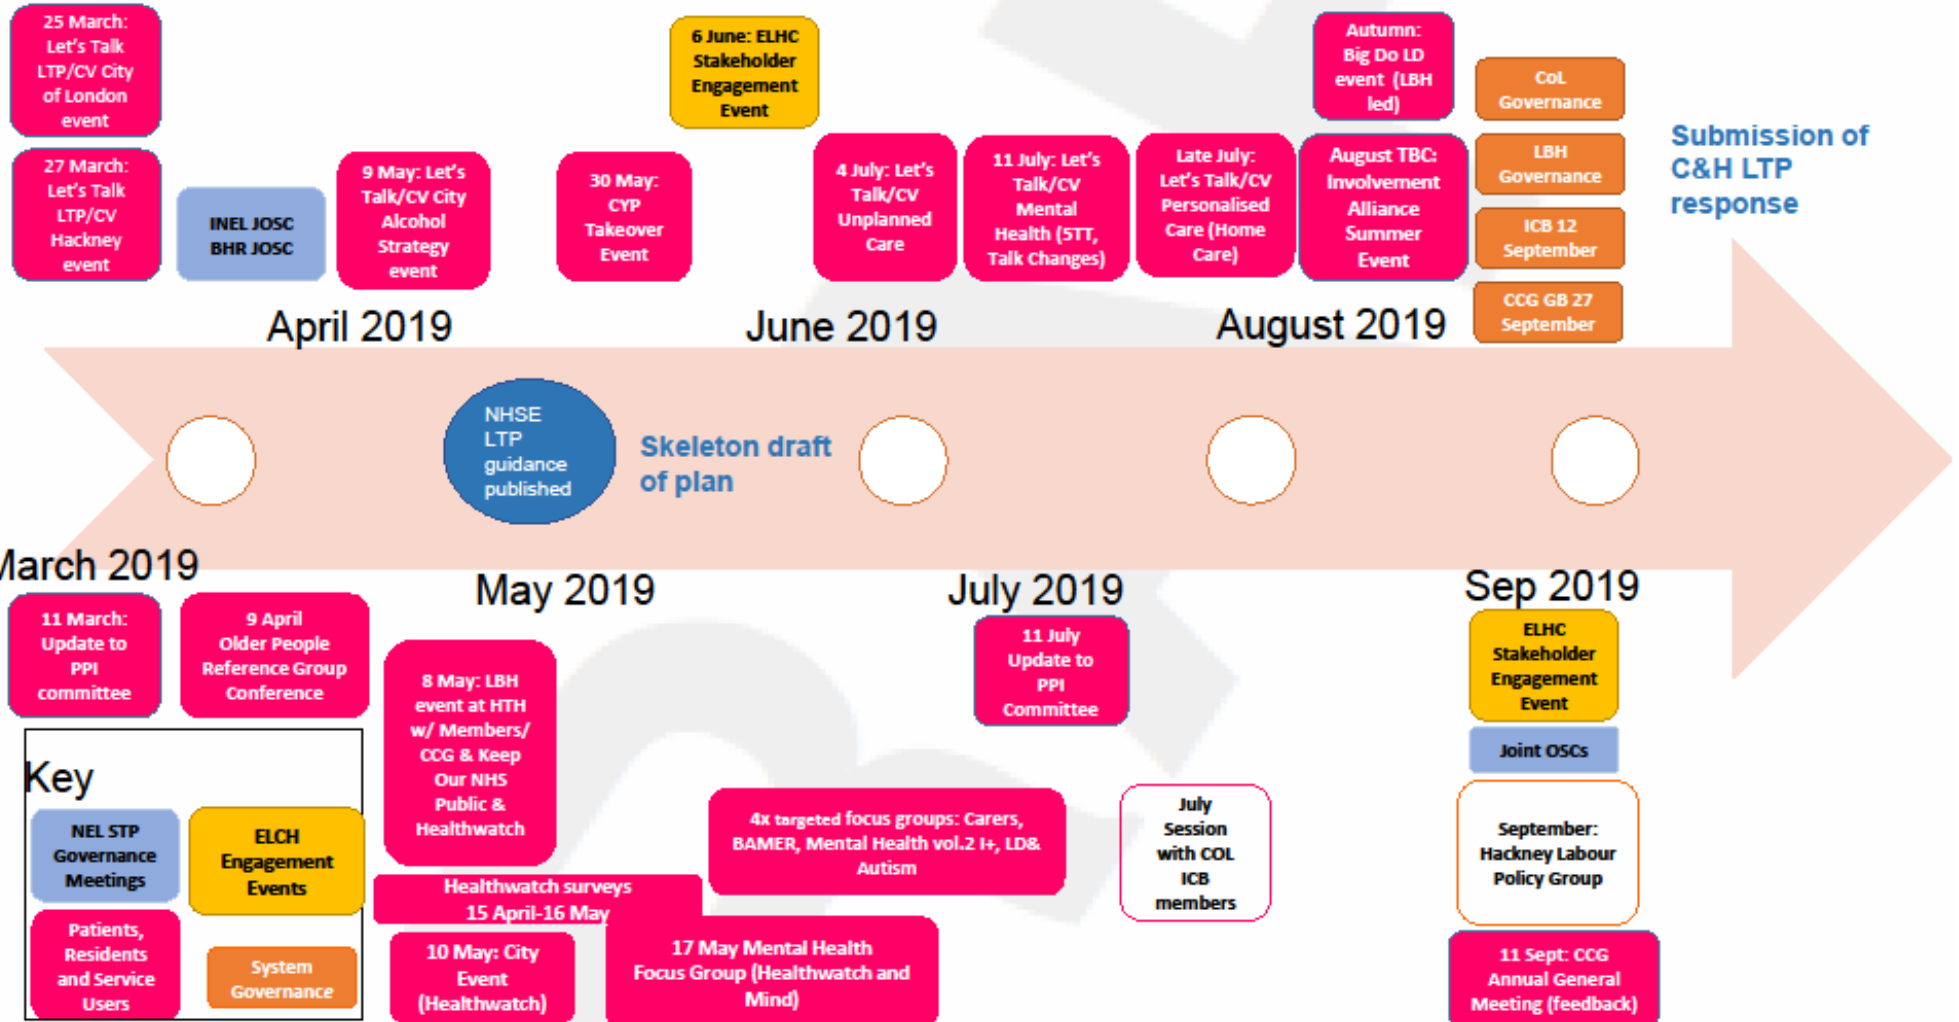 25 March:
Let's Talk
LTP/CV City
of London
event
27 March:
Let's Talk
LTP/CV
Hackney
event
INEL JOSC
BHR JOSC
9 May: Let's
Talk/CV City
Alcohol
Strategy
event
30 May:
CYP
Takeover
Event
6 June: ELHC
Stakeholder
Engagement
Event
4 July: Let's
Talk/CV
Unplanned
Care
11 July: Let's
Talk/CV
Mental
Health (5TT,
Talk Changes)
Late July:
Let's Talk/CV
Personalised
Care (Home
Care)
Autumn:
Big Do LD
event (LBH
led)
August TBC:
Involvement
Alliance
Summer
Event
CoL
Governance
LBH
Governance
ICB 12
September
CCG GB 27
September
Submission of
C&H LTP
response
April 2019
June 2019
August 2019
NHSE
LTP
guidance
published
Skeleton draft
of plan
March 2019
May 2019
July 2019
Sep 2019
11 March:
Update to
PPI
committee
9 April
Older People
Reference Group
Conference
8 May: LBH
event at HTH
w/ Members/
CCG & Keep
Our NHS
Public &
Healthwatch
Healthwatch surveys
15 April-16 May
10 May: City
Event
(Healthwatch)
17 May Mental Health
Focus Group (Healthwatch and
Mind)
4x targeted focus groups: Carers,
BAMER, Mental Health vol.2 I+, LD&
Autism
11 July
Update to
PPI
Committee
July
Session
with COL
ICB
members
ELHC
Stakeholder
Engagement
Event
Joint OSCs
September:
Hackney Labour
Policy Group
11 Sept: CCG
Annual General
Meeting (feedback)
Key
NEL STP
Governance
Meetings
ELCH
Engagement
Events
Patients,
Residents
and Service
Users
System
Governance